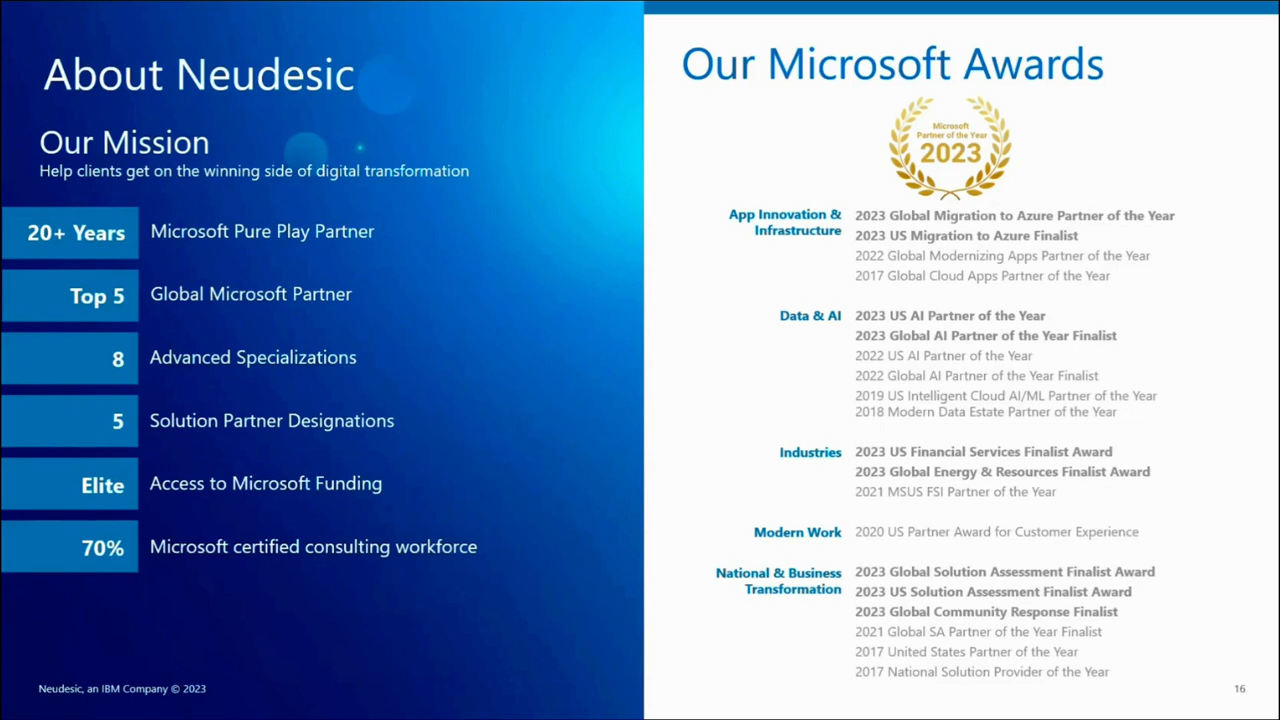 About Neudesic
Our Mission
Help clients get on the winning side of digital transformation
20+ Years Microsoft Pure Play Partner
Top 5 Global Microsoft Partner
8 Advanced Specializations
5 Solution Partner Designations
Elite Access to Microsoft Funding
70% Microsoft certified consulting workforce
Neudesic, an IBM Company © 2023
Our Microsoft Awards
Microsoft
Partner of the Year
2023
App Innovation &
Infrastructure
2023 Global Migration to Azure Partner of the Year
2023 US Migration to Azure Finalist
2022 Global Modernizing Apps Partner of the Year
2017 Global Cloud Apps Partner of the Year
Data & AI
2023 US AI Partner of the Year
2023 Global AI Partner of the Year Finalist
2022 US AI Partner of the Year
2022 Global AI Partner of the Year Finalist
2019 US Intelligent Cloud AI/ML Partner of the Year
2018 Modern Data Estate Partner of the Year
Industries
2023 US Financial Services Finalist Award
2023 Global Energy & Resources Finalist Award
2021 MSUS FSI Partner of the Year
Modern Work
2020 US Partner Award for Customer Experience
National & Business
Transformation
2023 Global Solution Assessment Finalist Award
2023 US Solution Assessment Finalist Award
2023 Global Community Response Finalist
2021 Global SA Partner of the Year Finalist
2017 United States Partner of the Year
2017 National Solution Provider of the Year
16